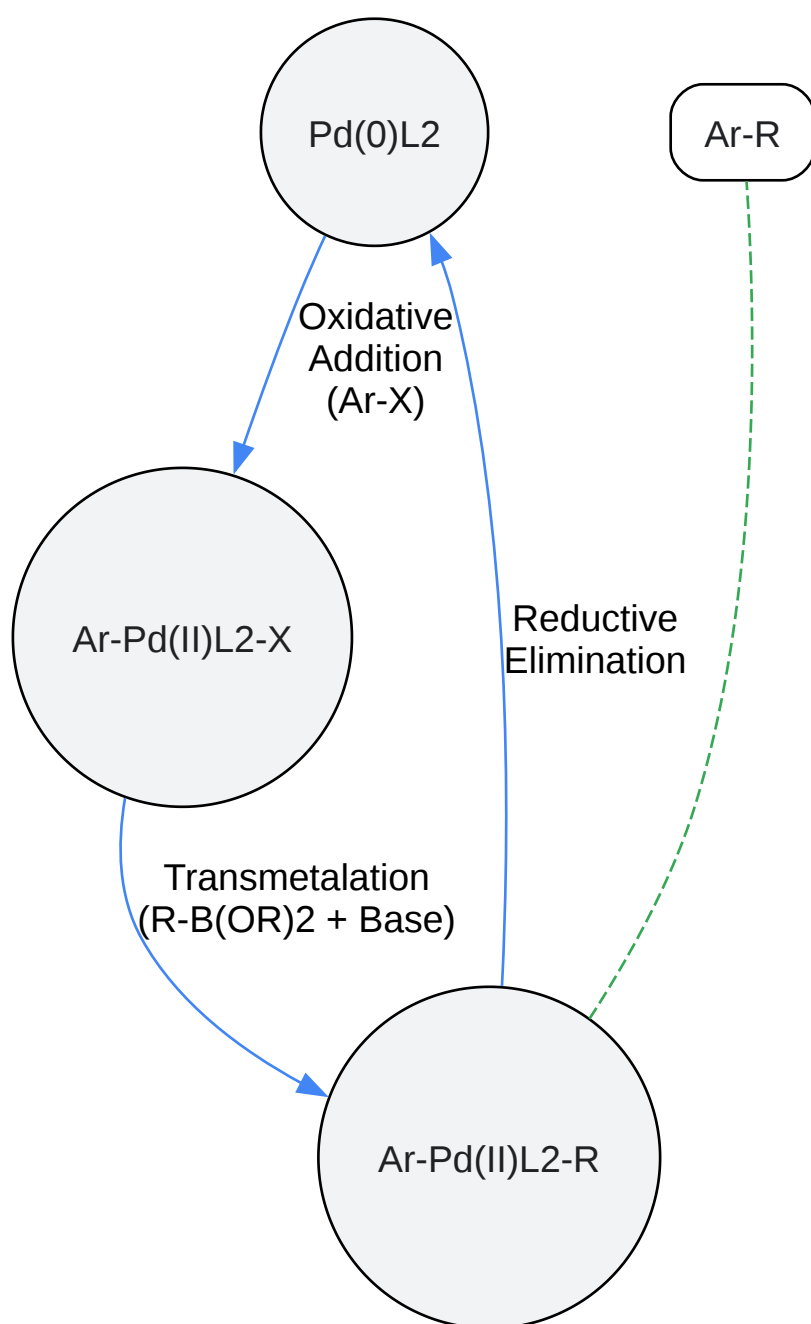 Pd(0)L2
Ar-R
Oxidative
Addition
(Ar-X)
Reductive
Elimination
Ar-Pd(II)L2-X
Transmetalation
(R-B(OR)2 + Base)
Ar-Pd(II)L2-R